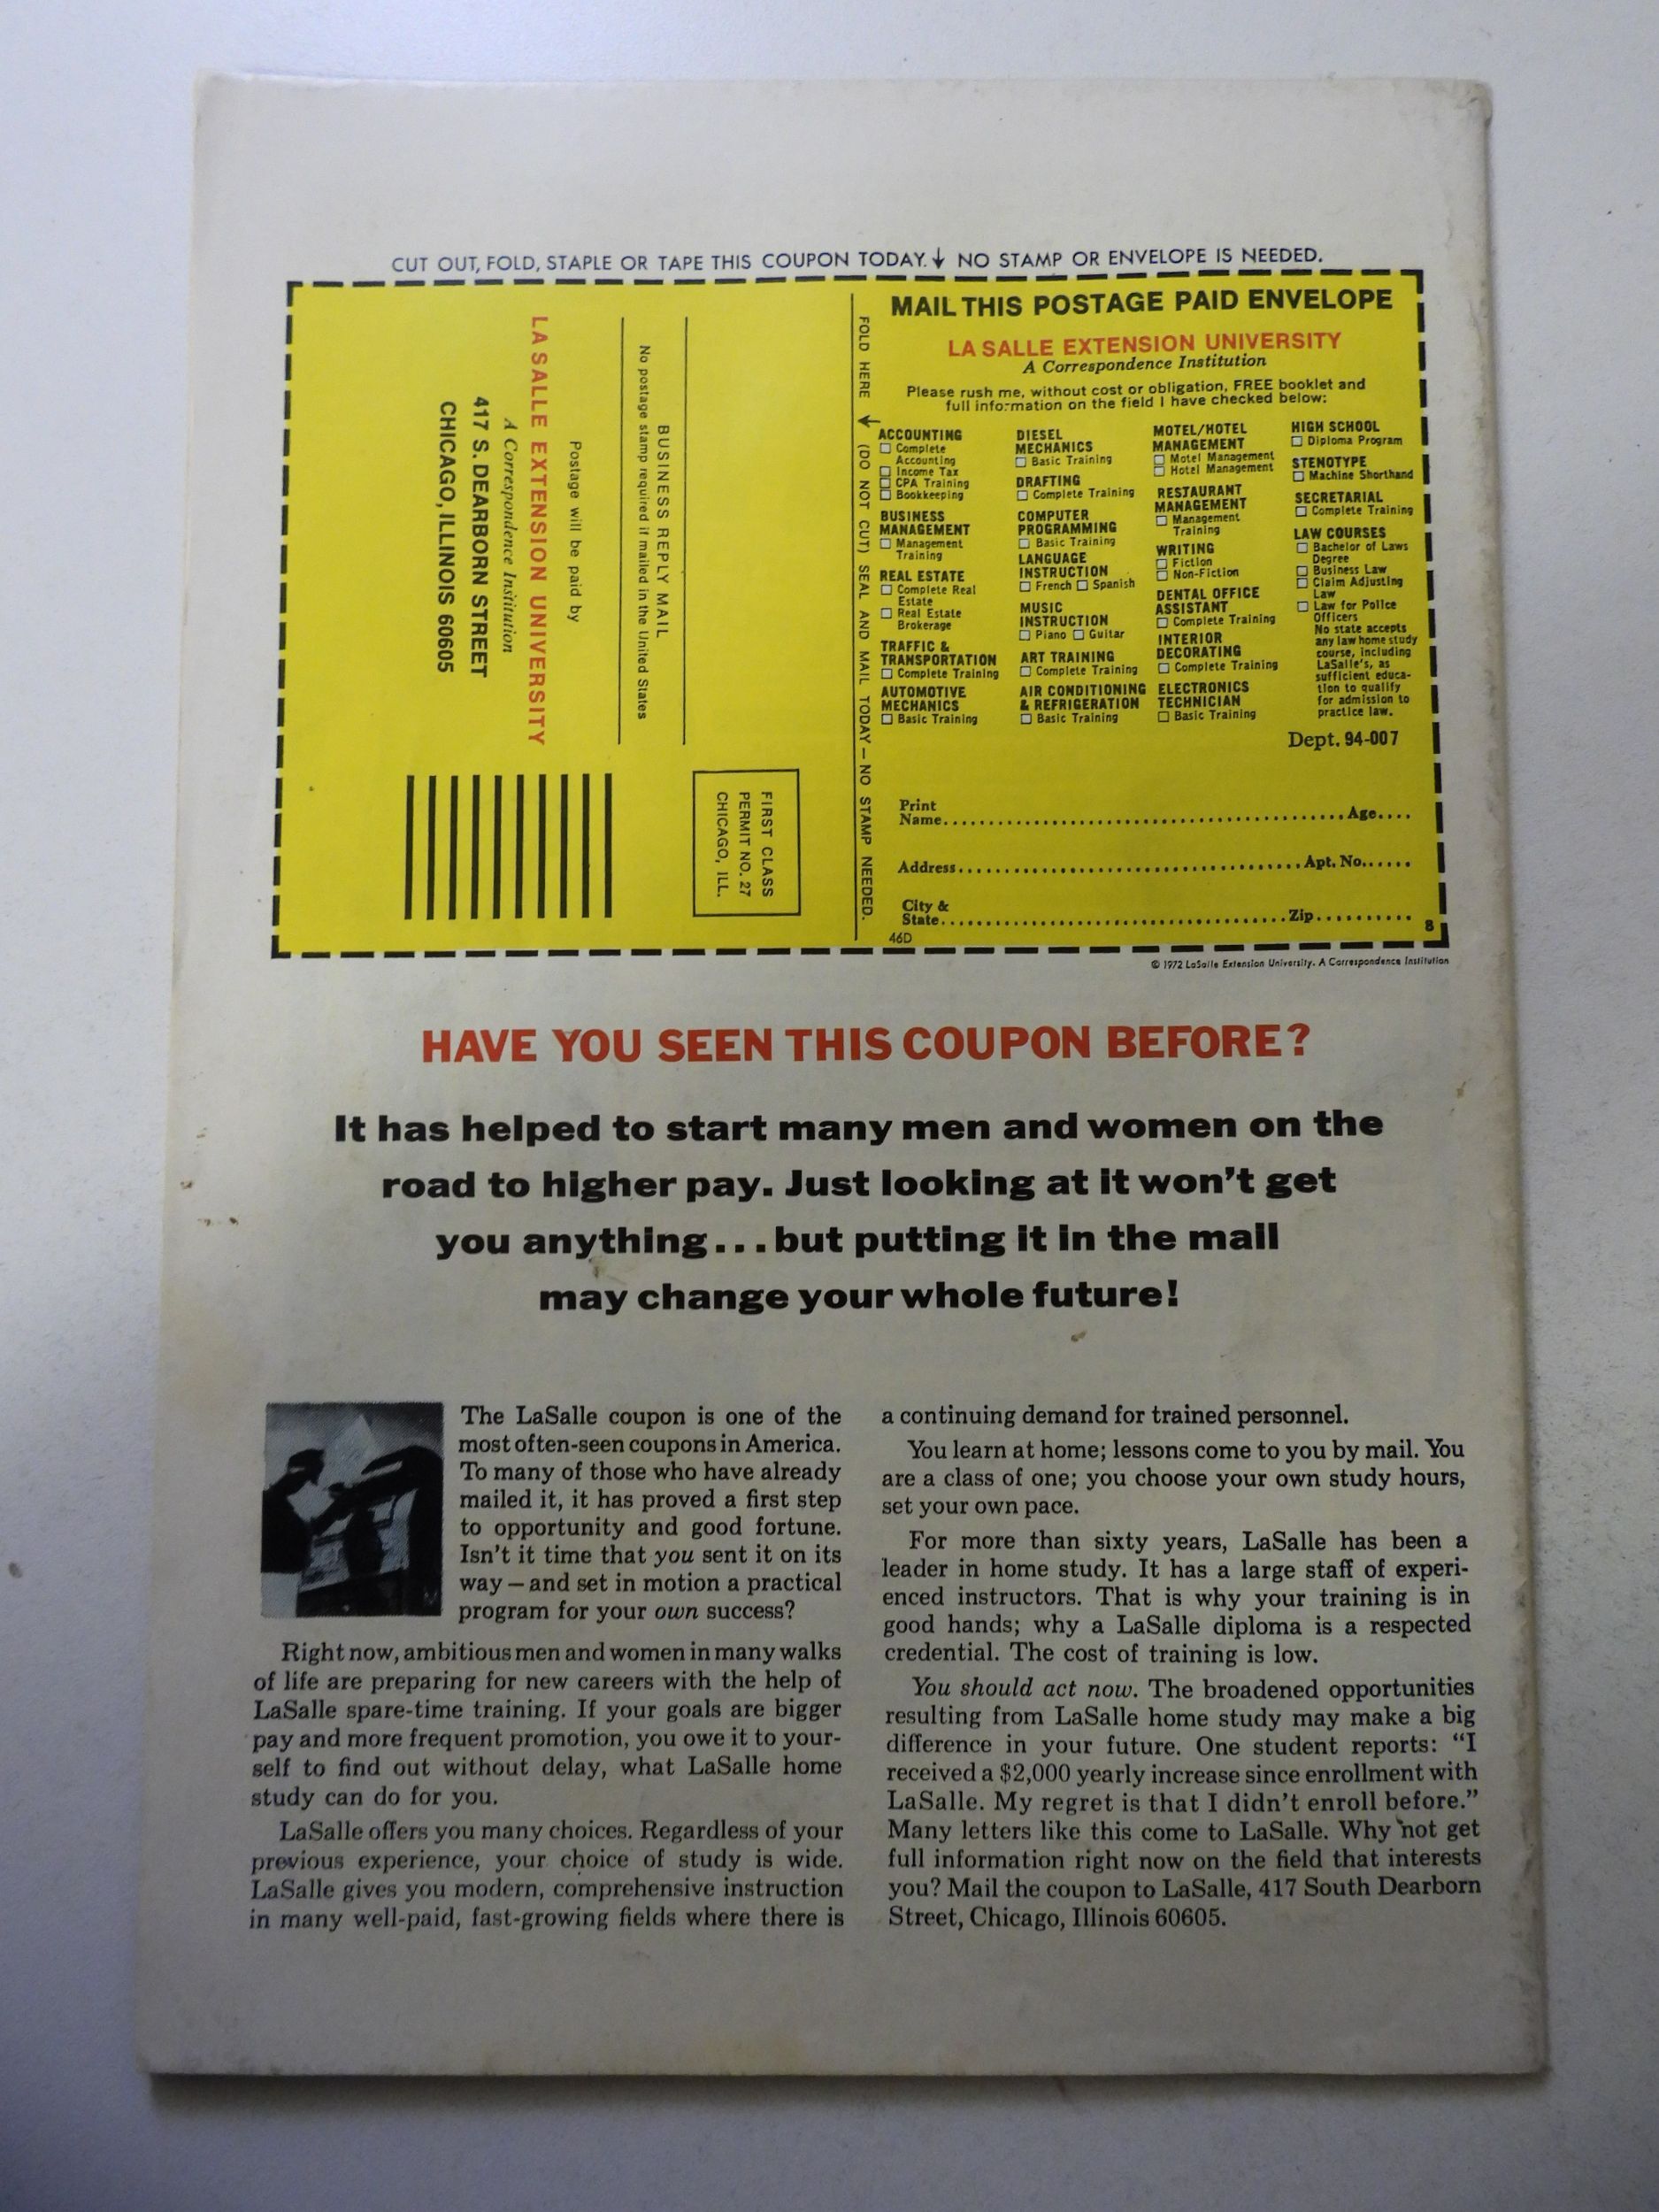 CUT OUT, FOLD, STAPLE OR TAPE THIS COUPON TODAY.↓ NO STAMP OR ENVELOPE IS NEEDED.
BUSINESS REPLY MAIL
No postage stamp required if mailed in the United States
Postage will be paid by
LA SALLE EXTENSION UNIVERSITY
A Correspondence Institution
417 S. DEARBORN STREET
CHICAGO, ILLINOIS 60605
FIRST CLASS
PERMIT NO. 27
CHICAGO, ILL.
FOLD HERE → (DO NOT CUT) SEAL AND MAIL TODAY — NO STAMP NEEDED.
MAIL THIS POSTAGE PAID ENVELOPE
LA SALLE EXTENSION UNIVERSITY
A Correspondence Institution
Please rush me, without cost or obligation, FREE booklet and
full information on the field I have checked below:
ACCOUNTING
☐ Complete
Accounting
☐ Income Tax
☐ CPA Training
☐ Bookkeeping
BUSINESS
MANAGEMENT
☐ Management
Training
REAL ESTATE
☐ Complete Real
Estate
☐ Real Estate
Brokerage
TRAFFIC &
TRANSPORTATION
☐ Complete Training
AUTOMOTIVE
MECHANICS
☐ Basic Training
DIESEL
MECHANICS
☐ Basic Training
DRAFTING
☐ Complete Training
COMPUTER
PROGRAMMING
☐ Basic Training
LANGUAGE
INSTRUCTION
☐ French ☐ Spanish
MUSIC
INSTRUCTION
☐ Piano ☐ Guitar
ART TRAINING
☐ Complete Training
AIR CONDITIONING
& REFRIGERATION
☐ Basic Training
MOTEL/HOTEL
MANAGEMENT
☐ Motel Management
☐ Hotel Management
RESTAURANT
MANAGEMENT
☐ Management
Training
WRITING
☐ Fiction
☐ Non-Fiction
DENTAL OFFICE
ASSISTANT
☐ Complete Training
INTERIOR
DECORATING
☐ Complete Training
ELECTRONICS
TECHNICIAN
☐ Basic Training
HIGH SCHOOL
☐ Diploma Program
STENOTYPE
☐ Machine Shorthand
SECRETARIAL
☐ Complete Training
LAW COURSES
☐ Bachelor of Laws
Degree
☐ Business Law
☐ Claim Adjusting
Law
☐ Law for Police
Officers
No state accepts
any law home study
course, including
LaSalle's, as
sufficient educa-
tion to qualify
for admission to
practice law.
Dept. 94-007
Print
Name........................................Age....
Address........................................Apt. No......
City &
State........................................Zip..........
46D
8
© 1972 LaSalle Extension University. A Correspondence Institution
HAVE YOU SEEN THIS COUPON BEFORE?
It has helped to start many men and women on the
road to higher pay. Just looking at it won't get
you anything...but putting it in the mail
may change your whole future!
The LaSalle coupon is one of the
most often-seen coupons in America.
To many of those who have already
mailed it, it has proved a first step
to opportunity and good fortune.
Isn't it time that you sent it on its
way—and set in motion a practical
program for your own success?
Right now, ambitious men and women in many walks
of life are preparing for new careers with the help of
LaSalle spare-time training. If your goals are bigger
pay and more frequent promotion, you owe it to your-
self to find out without delay, what LaSalle home
study can do for you.
LaSalle offers you many choices. Regardless of your
previous experience, your choice of study is wide.
LaSalle gives you modern, comprehensive instruction
in many well-paid, fast-growing fields where there is
a continuing demand for trained personnel.
You learn at home; lessons come to you by mail. You
are a class of one; you choose your own study hours,
set your own pace.
For more than sixty years, LaSalle has been a
leader in home study. It has a large staff of experi-
enced instructors. That is why your training is in
good hands; why a LaSalle diploma is a respected
credential. The cost of training is low.
You should act now. The broadened opportunities
resulting from LaSalle home study may make a big
difference in your future. One student reports: "I
received a $2,000 yearly increase since enrollment with
LaSalle. My regret is that I didn't enroll before."
Many letters like this come to LaSalle. Why not get
full information right now on the field that interests
you? Mail the coupon to LaSalle, 417 South Dearborn
Street, Chicago, Illinois 60605.